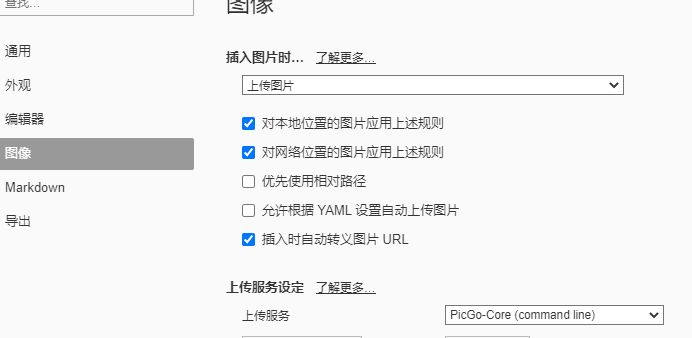 查找...
图像
通用
外观
编辑器
图像
Markdown
导出
插入图片时... 了解更多...
上传图片
对本地位置的图片应用上述规则
对网络位置的图片应用上述规则
优先使用相对路径
允许根据 YAML 设置自动上传图片
插入时自动转义图片 URL
上传服务设定 了解更多...
上传服务 PicGo-Core (command line)